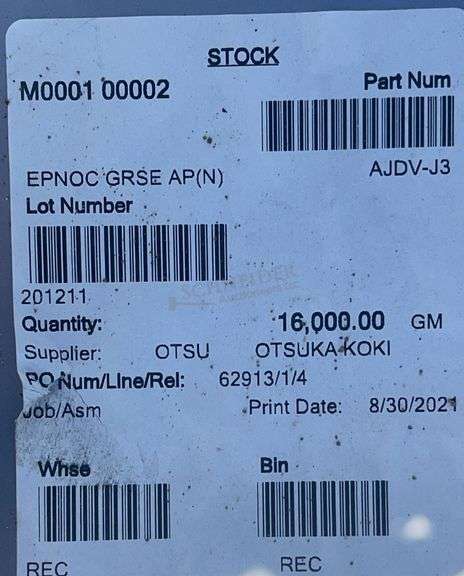 STOCK
M0001 00002
Part Num
EPNOC GRSE AP(N)
AJDV-J3
Lot Number
201211
Quantity: 16,000.00 GM
Supplier: OTSU OTSUKA KOKI
PO Num/Line/Rel: 62913/1/4
Job/Asm Print Date: 8/30/2021
Whse Bin
REC REC